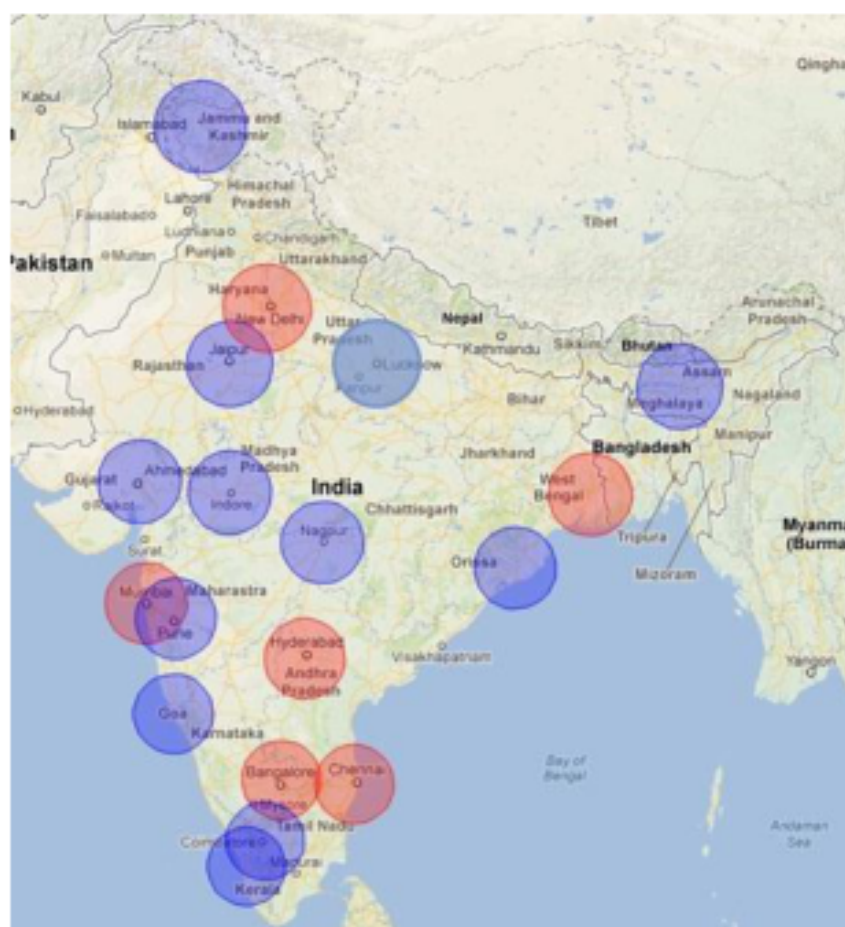 Qingha
Kabul
Jammu and
Islamabad
Kashmir
Himachal
Lahore
Pradesh
Faisalabad
Tibet
Ludhiana
Chandigarh
Multan
Punjab
Uttarakhand
Pakistan
Haryana
Arunachal
Pradesh
New Delhi
Nepal
Uttar
Pradesh
Kathmandu
Sikkim
Bhutan
Jaipur
Rajasthan
Lucknow
Assam
Kanpur
Nagaland
Bihar
Meghalaya
Hyderabad
Manipur
Bangladesh
Madhya
Pradesh
Jharkhand
Gujarat
Ahmedabad
West
Bengal
India
Indore
Rajkot
Chhattisgarh
Myanma
(Burma
Nagpur
Tripura
Surat
Orissa
Mizoram
Mumbai
Maharastra
Pune
Hyderabad
Visakhapatnam
Yangon
Andhra
Pradesh
Goa
Karnataka
Bay of
Bengal
Bangalore
Chennai
Mysore
Tamil Nadu
Andaman
Sea
Coimbatore
Madurai
Kerala